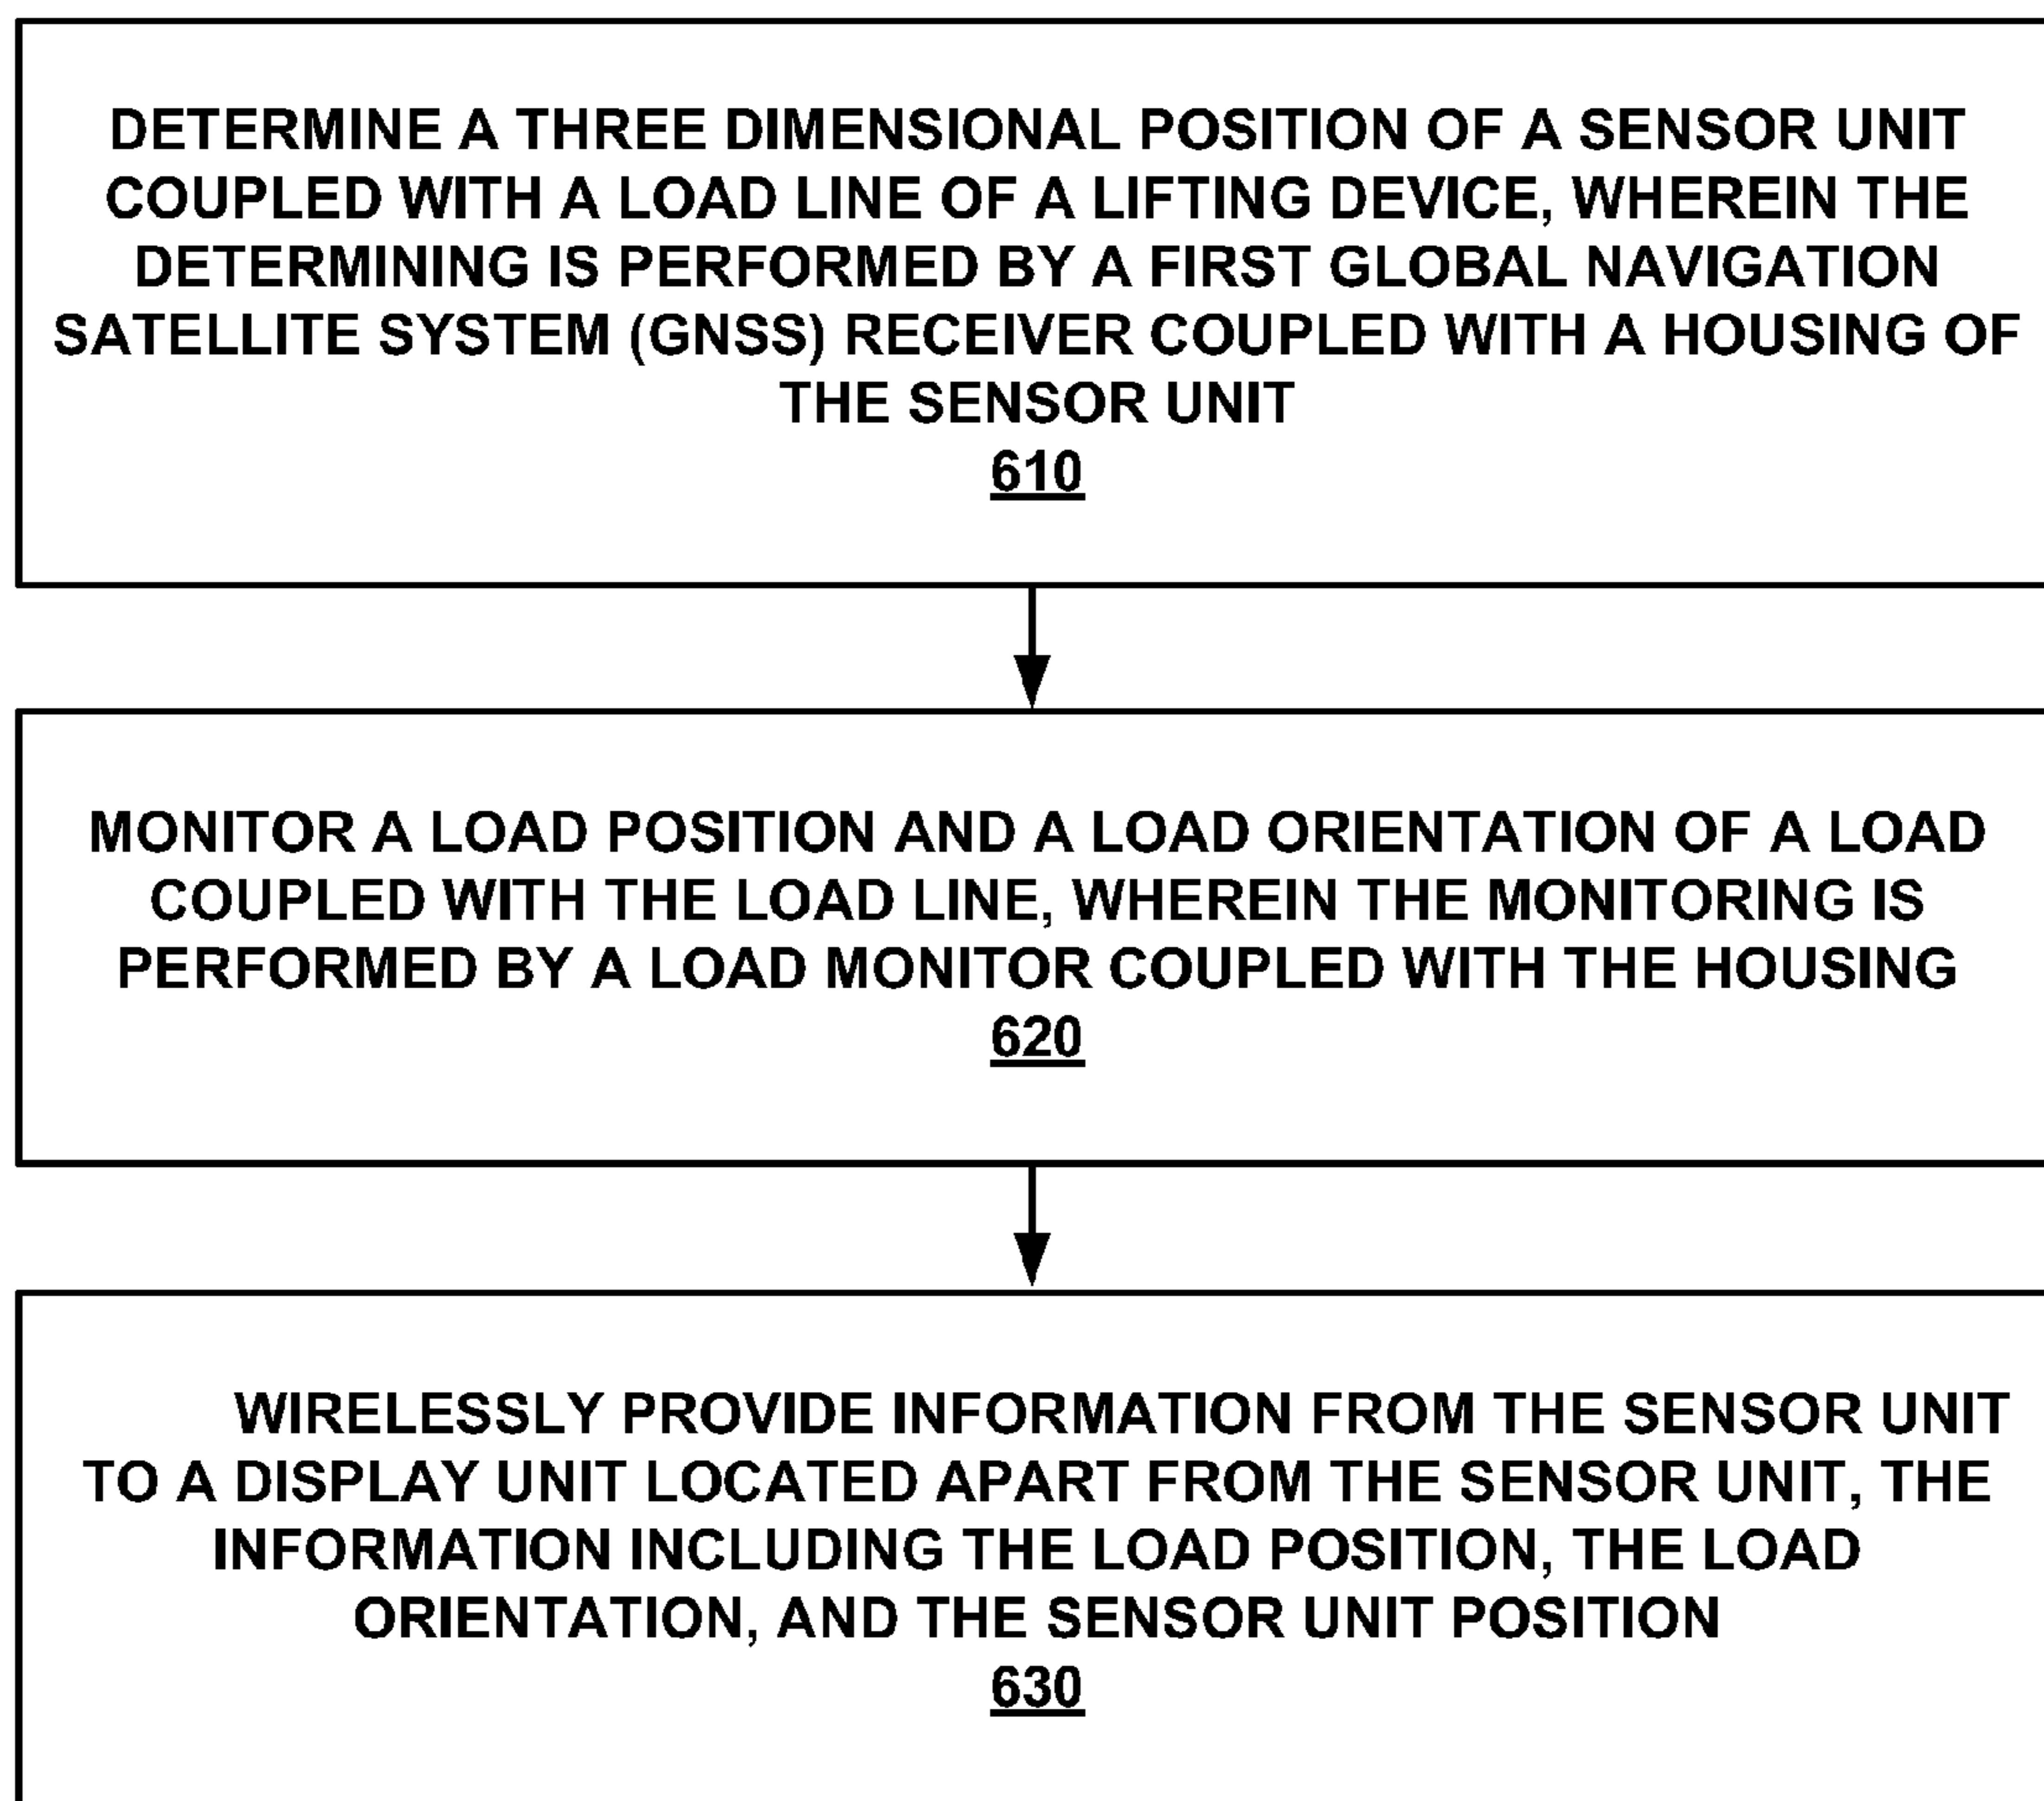 DETERMINE A THREE DIMENSIONAL POSITION OF A SENSOR UNIT
COUPLED WITH A LOAD LINE OF A LIFTING DEVICE, WHEREIN THE
DETERMINING IS PERFORMED BY A FIRST GLOBAL NAVIGATION
SATELLITE SYSTEM (GNSS) RECEIVER COUPLED WITH A HOUSING OF
THE SENSOR UNIT
610
MONITOR A LOAD POSITION AND A LOAD ORIENTATION OF A LOAD
COUPLED WITH THE LOAD LINE, WHEREIN THE MONITORING IS
PERFORMED BY A LOAD MONITOR COUPLED WITH THE HOUSING
620
WIRELESSLY PROVIDE INFORMATION FROM THE SENSOR UNIT
TO A DISPLAY UNIT LOCATED APART FROM THE SENSOR UNIT, THE
INFORMATION INCLUDING THE LOAD POSITION, THE LOAD
ORIENTATION, AND THE SENSOR UNIT POSITION
630